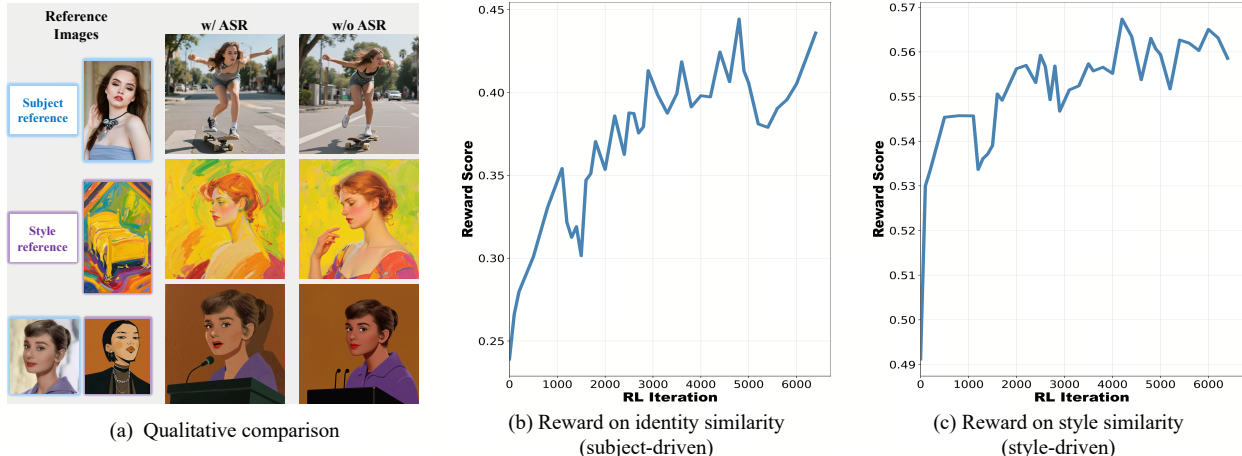 Reference
Images
w/ ASR
w/o ASR
Subject
reference
Style
reference
(a) Qualitative comparison
0.45
0.40
0.35
0.30
0.25
Reward Score
0
1000
2000
3000
4000
5000
6000
RL Iteration
(b) Reward on identity similarity
(subject-driven)
0.57
0.56
0.55
0.54
0.53
0.52
0.51
0.50
0.49
Reward Score
0
1000
2000
3000
4000
5000
6000
RL Iteration
(c) Reward on style similarity
(style-driven)